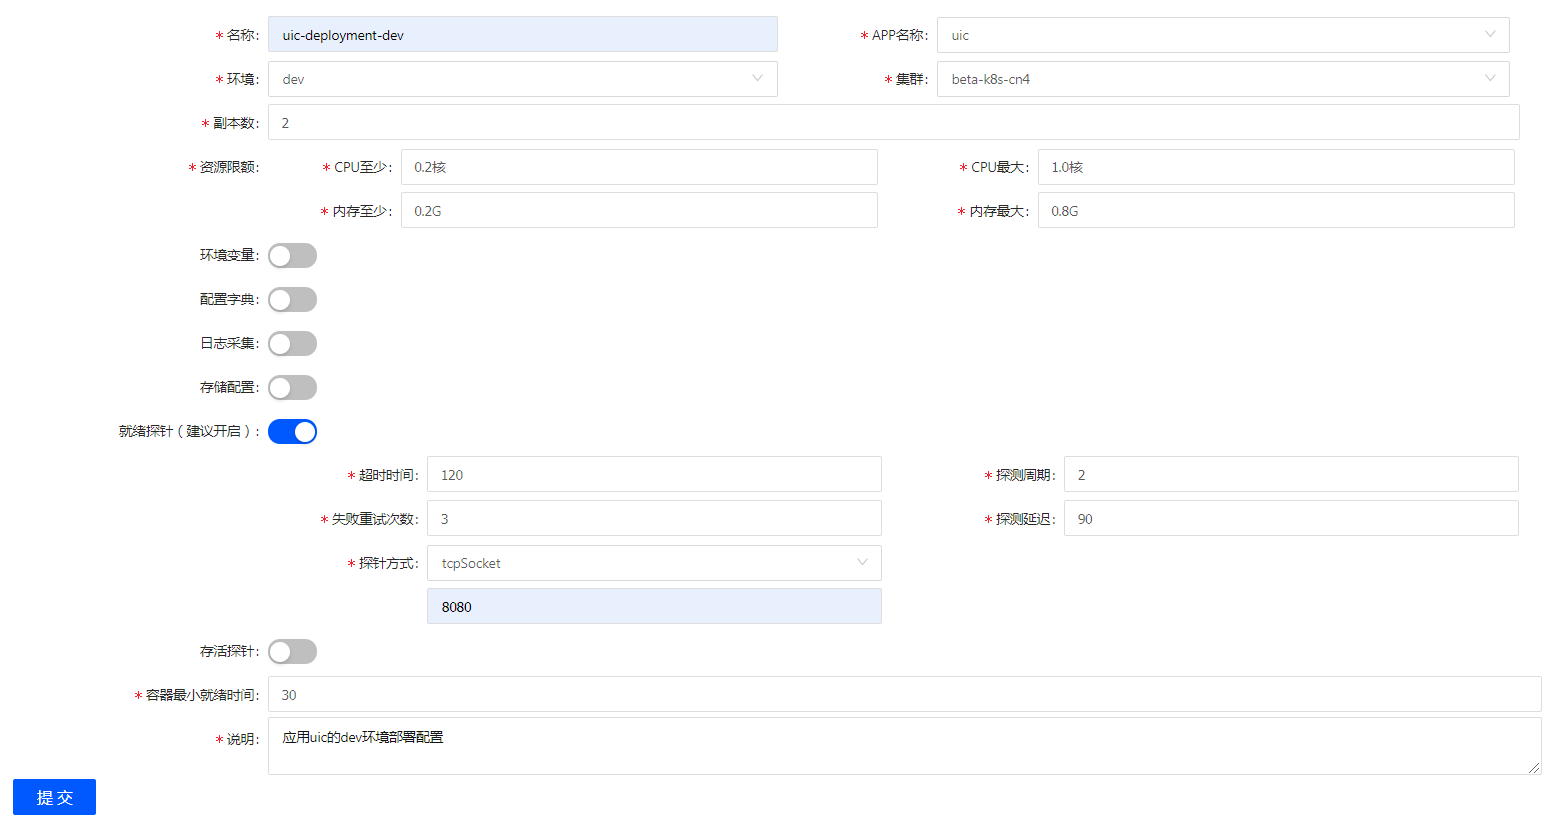 * 名称: uic-deployment-dev * APP名称: uic
* 环境: dev * 集群: beta-k8s-cn4
* 副本数: 2
* 资源限额: * CPU至少: 0.2核 * CPU最大: 1.0核
* 内存至少: 0.2G * 内存最大: 0.8G
环境变量:
配置字典:
日志采集:
存储配置:
就绪探针（建议开启）:
* 超时时间: 120 * 探测周期: 2
* 失败重试次数: 3 * 探测延迟: 90
* 探针方式: tcpSocket
8080
存活探针:
* 容器最小就绪时间: 30
* 说明: 应用uic的dev环境部署配置
提 交